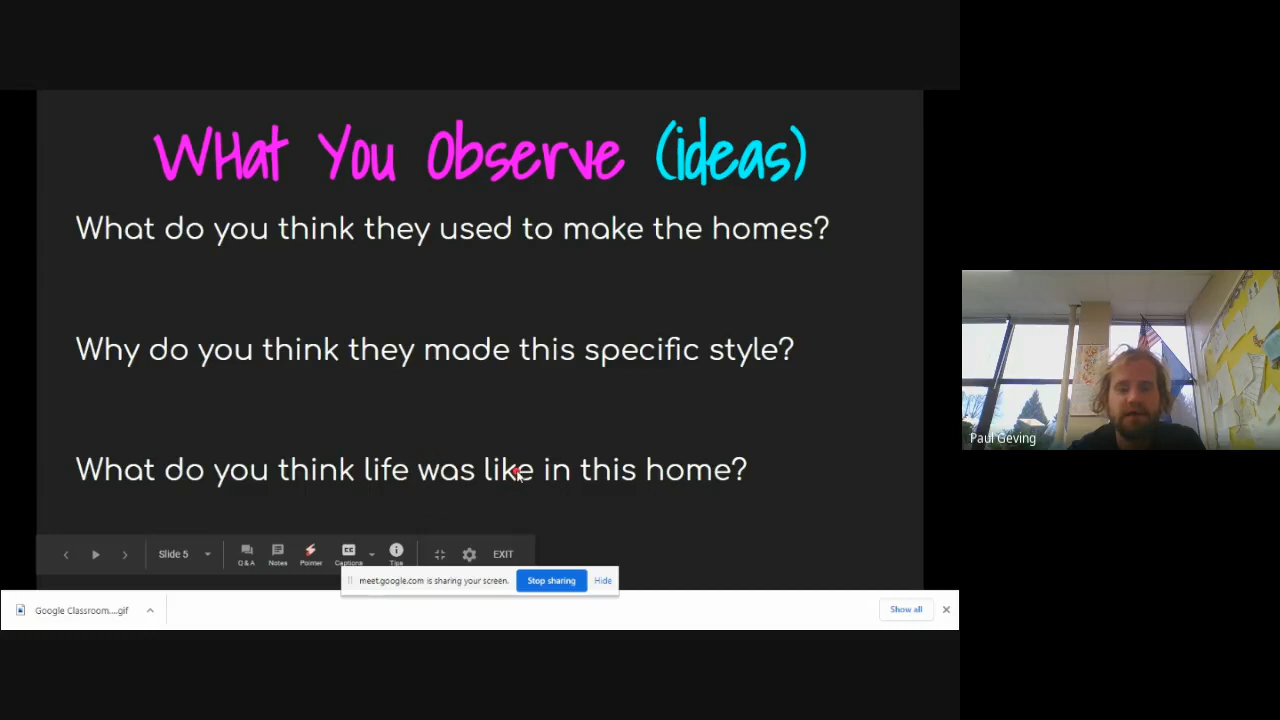 WHat You Observe (ideas)
What do you think they used to make the homes?
Why do you think they made this specific style?
What do you think life was like in this home?
Paul Geving
Slide 5
Q & A
Notes
Pointer
CC
Captions
Tips
EXIT
meet.google.com is sharing your screen.
Stop sharing
Hide
Google Classroom....gif
Show all